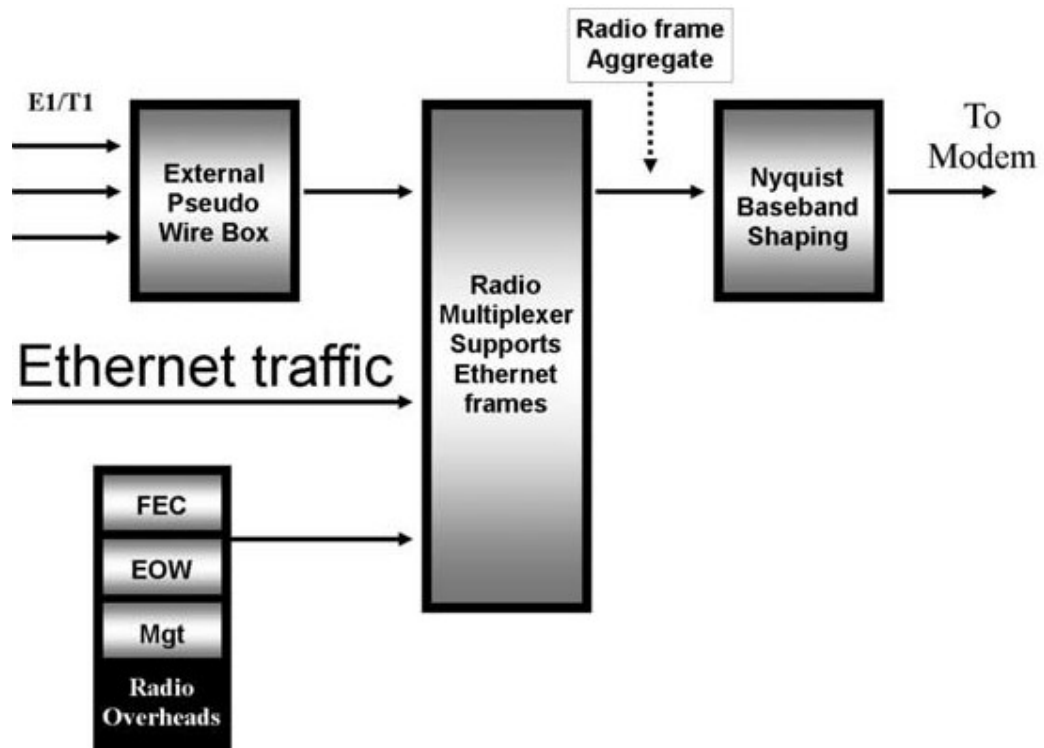 Radio frame
Aggregate
E1/T1
External
Pseudo
Wire Box
To
Modem
Nyquist
Baseband
Shaping
Radio
Multiplexer
Supports
Ethernet
frames
Ethernet traffic
FEC
EOW
Mgt
Radio
Overheads